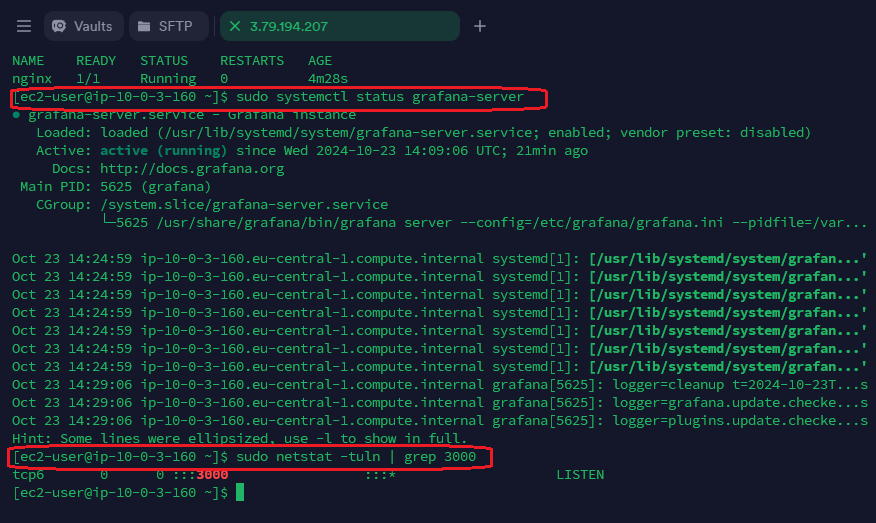 Vaults SFTP 3.79.194.207
NAME READY STATUS RESTARTS AGE
nginx 1/1 Running 0 4m28s
[ec2-user@ip-10-0-3-160 ~]$ sudo systemctl status grafana-server
● grafana-server.service - Grafana instance
Loaded: loaded (/usr/lib/systemd/system/grafana-server.service; enabled; vendor preset: disabled)
Active: active (running) since Wed 2024-10-23 14:09:06 UTC; 21min ago
Docs: http://docs.grafana.org
Main PID: 5625 (grafana)
CGroup: /system.slice/grafana-server.service
└─5625 /usr/share/grafana/bin/grafana server --config=/etc/grafana/grafana.ini --pidfile=/var...
Oct 23 14:24:59 ip-10-0-3-160.eu-central-1.compute.internal systemd[1]: [/usr/lib/systemd/system/grafan...'
Oct 23 14:24:59 ip-10-0-3-160.eu-central-1.compute.internal systemd[1]: [/usr/lib/systemd/system/grafan...'
Oct 23 14:24:59 ip-10-0-3-160.eu-central-1.compute.internal systemd[1]: [/usr/lib/systemd/system/grafan...'
Oct 23 14:24:59 ip-10-0-3-160.eu-central-1.compute.internal systemd[1]: [/usr/lib/systemd/system/grafan...'
Oct 23 14:24:59 ip-10-0-3-160.eu-central-1.compute.internal systemd[1]: [/usr/lib/systemd/system/grafan...'
Oct 23 14:24:59 ip-10-0-3-160.eu-central-1.compute.internal systemd[1]: [/usr/lib/systemd/system/grafan...'
Oct 23 14:24:59 ip-10-0-3-160.eu-central-1.compute.internal systemd[1]: [/usr/lib/systemd/system/grafan...'
Oct 23 14:29:06 ip-10-0-3-160.eu-central-1.compute.internal grafana[5625]: logger=cleanup t=2024-10-23T...s
Oct 23 14:29:06 ip-10-0-3-160.eu-central-1.compute.internal grafana[5625]: logger=grafana.update.checke...s
Oct 23 14:29:06 ip-10-0-3-160.eu-central-1.compute.internal grafana[5625]: logger=plugins.update.checke...s
Hint: Some lines were ellipsized, use -l to show in full.
[ec2-user@ip-10-0-3-160 ~]$ sudo netstat -tuln | grep 3000
tcp6 0 0 :::3000 :::* LISTEN
[ec2-user@ip-10-0-3-160 ~]$